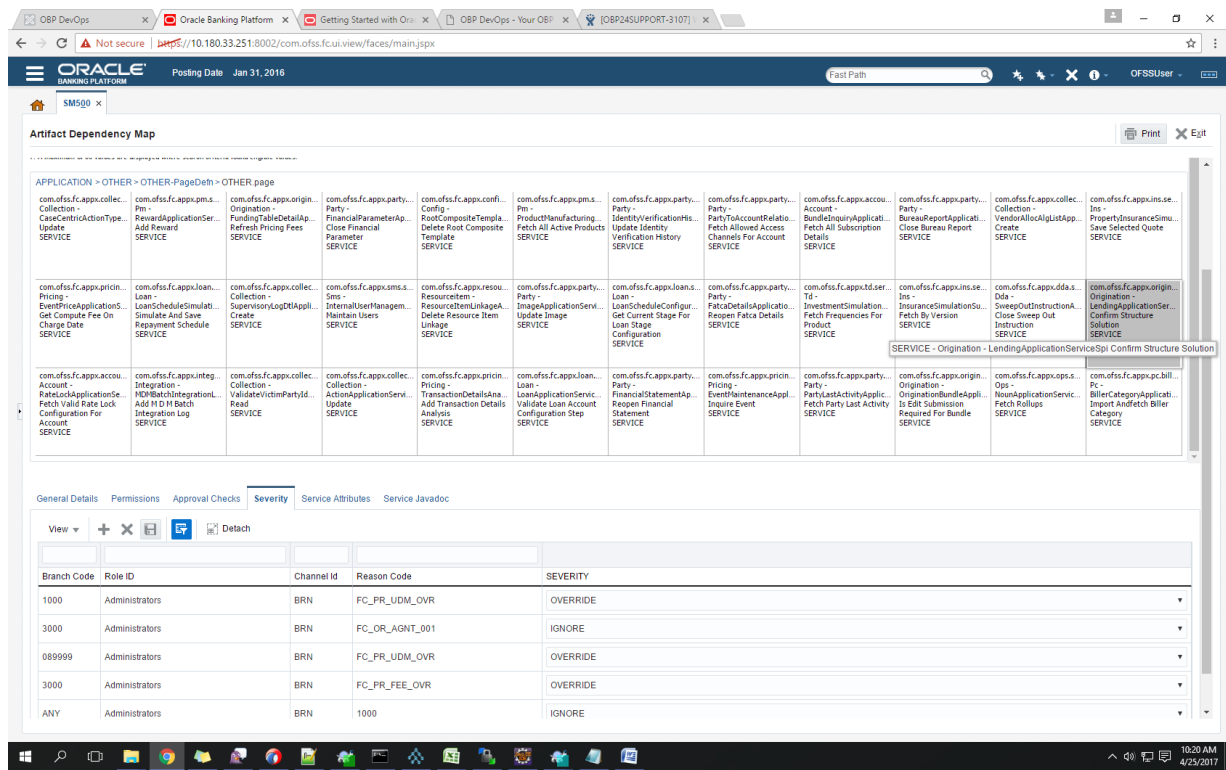 OBP DevOps
Oracle Banking Platform
Getting Started with Orac
OBP DevOps - Your OBP
[OBP24SUPPORT-3107]
Not secure https://10.180.33.251:8002/com.ofss.fc.ui.view/faces/main.jspx
ORACLE
BANKING PLATFORM
Posting Date Jan 31, 2016
Fast Path
OFSSUser
SM500
Artifact Dependency Map
Print
Exit
APPLICATION > OTHER > OTHER-PageDefn > OTHER.page
com.ofss.fc.appx.collec...
Collection -
CaseCentricActionType...
Update
SERVICE
com.ofss.fc.appx.pm.s...
Pm -
RewardApplicationSer...
Add Reward
SERVICE
com.ofss.fc.appx.origin...
Origination -
FundingTableDetailAp...
Refresh Pricing Fees
SERVICE
com.ofss.fc.appx.party....
Party -
FinancialParameterAp...
Close Financial
Parameter
SERVICE
com.ofss.fc.appx.confi...
Config -
RootCompositeTempla...
Delete Root Composite
Template
SERVICE
com.ofss.fc.appx.pm.s...
Pm -
ProductManufacturing...
Fetch All Active Products
SERVICE
com.ofss.fc.appx.party....
Party -
IdentityVerificationHis...
Update Identity
Verification History
SERVICE
com.ofss.fc.appx.party....
Party -
PartyToAccountRelatio...
Fetch Allowed Access
Channels For Account
SERVICE
com.ofss.fc.appx.accou...
Account -
BundleInquiryApplicati...
Fetch All Subscription
Details
SERVICE
com.ofss.fc.appx.party....
Party -
BureauReportApplicati...
Close Bureau Report
SERVICE
com.ofss.fc.appx.collec...
Collection -
VendorAllocAlgListApp...
Create
SERVICE
com.ofss.fc.appx.ins.se...
Ins -
PropertyInsuranceSimu...
Save Selected Quote
SERVICE
com.ofss.fc.appx.pricin...
Pricing -
EventPriceApplicationS...
Get Compute Fee On
Charge Date
SERVICE
com.ofss.fc.appx.loan....
Loan -
LoanScheduleSimulati...
Simulate And Save
Repayment Schedule
SERVICE
com.ofss.fc.appx.collec...
Collection -
SupervisoryLogDtlAppli...
Create
SERVICE
com.ofss.fc.appx.sms.s...
Sms -
InternalUserManagem...
Maintain Users
SERVICE
com.ofss.fc.appx.resou...
Resourceitem -
ResourceItemLinkageA...
Delete Resource Item
Linkage
SERVICE
com.ofss.fc.appx.party....
Party -
ImageApplicationServi...
Update Image
SERVICE
com.ofss.fc.appx.loan.s...
Loan -
LoanScheduleConfigur...
Get Current Stage For
Loan Stage
Configuration
SERVICE
com.ofss.fc.appx.party....
Party -
FatcaDetailsApplicatio...
Reopen Fatca Details
SERVICE
com.ofss.fc.appx.td.ser...
Td -
InvestmentSimulation...
Fetch Frequencies For
Product
SERVICE
com.ofss.fc.appx.ins.se...
Ins -
InsuranceSimulationSu...
Fetch By Version
SERVICE
com.ofss.fc.appx.dda.s...
Dda -
SweepOutInstructionA...
Close Sweep Out
Instruction
SERVICE
com.ofss.fc.appx.origin...
Origination -
LendingApplicationSer...
Confirm Structure
Solution
SERVICE
SERVICE - Origination - LendingApplicationServiceSpi Confirm Structure Solution
com.ofss.fc.appx.accou...
Account -
RateLockApplicationSe...
Fetch Valid Rate Lock
Configuration For
Account
SERVICE
com.ofss.fc.appx.integ...
Integration -
MDMBatchIntegrationL...
Add M D M Batch
Integration Log
SERVICE
com.ofss.fc.appx.collec...
Collection -
ValidateVictimPartyId...
Read
SERVICE
com.ofss.fc.appx.collec...
Collection -
ActionApplicationServi...
Update
SERVICE
com.ofss.fc.appx.pricin...
Pricing -
TransactionDetailsAna...
Add Transaction Details
Analysis
SERVICE
com.ofss.fc.appx.loan....
Loan -
LoanApplicationServic...
Validate Loan Account
Configuration Step
SERVICE
com.ofss.fc.appx.party....
Party -
FinancialStatementAp...
Reopen Financial
Statement
SERVICE
com.ofss.fc.appx.pricin...
Pricing -
EventMaintenanceAppl...
Inquire Event
SERVICE
com.ofss.fc.appx.party....
Party -
PartyLastActivityApplic...
Fetch Party Last Activity
SERVICE
com.ofss.fc.appx.origin...
Origination -
OriginationBundleAppli...
Is Edit Submission
Required For Bundle
SERVICE
com.ofss.fc.appx.ops.s...
Ops -
NounApplicationServic...
Fetch Rollups
SERVICE
com.ofss.fc.appx.pc.bill...
Pc -
BillerCategoryApplicati...
Import Andfetch Biller
Category
SERVICE
General Details Permissions Approval Checks Severity Service Attributes Service Javadoc
View Detach
Branch Code Role ID Channel Id Reason Code SEVERITY
1000 Administrators BRN FC_PR_UDM_OVR OVERRIDE
3000 Administrators BRN FC_OR_AGNT_001 IGNORE
089999 Administrators BRN FC_PR_UDM_OVR OVERRIDE
3000 Administrators BRN FC_PR_FEE_OVR OVERRIDE
ANY Administrators BRN 1000 IGNORE
10:20 AM
4/25/2017